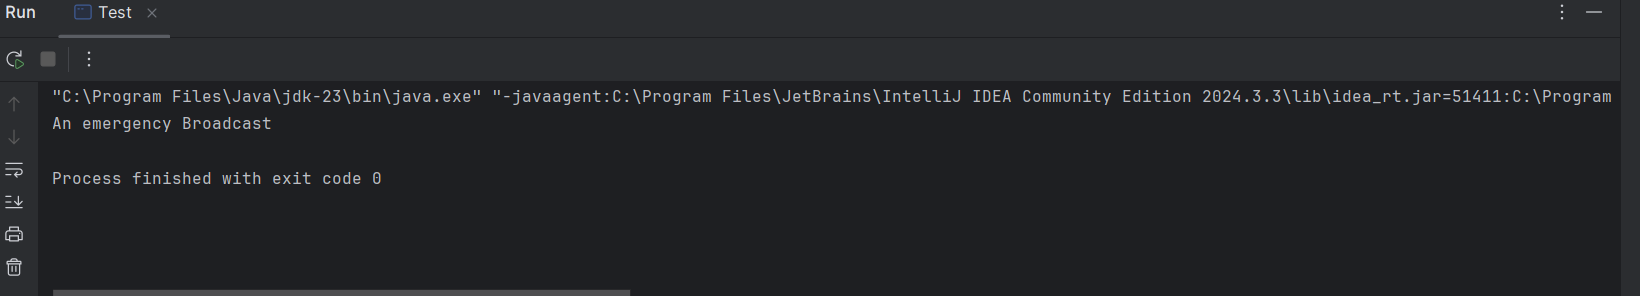 Run Test
"C:\Program Files\Java\jdk-23\bin\java.exe" "-javaagent:C:\Program Files\JetBrains\IntelliJ IDEA Community Edition 2024.3.3\lib\idea_rt.jar=51411:C:\Program
An emergency Broadcast
Process finished with exit code 0